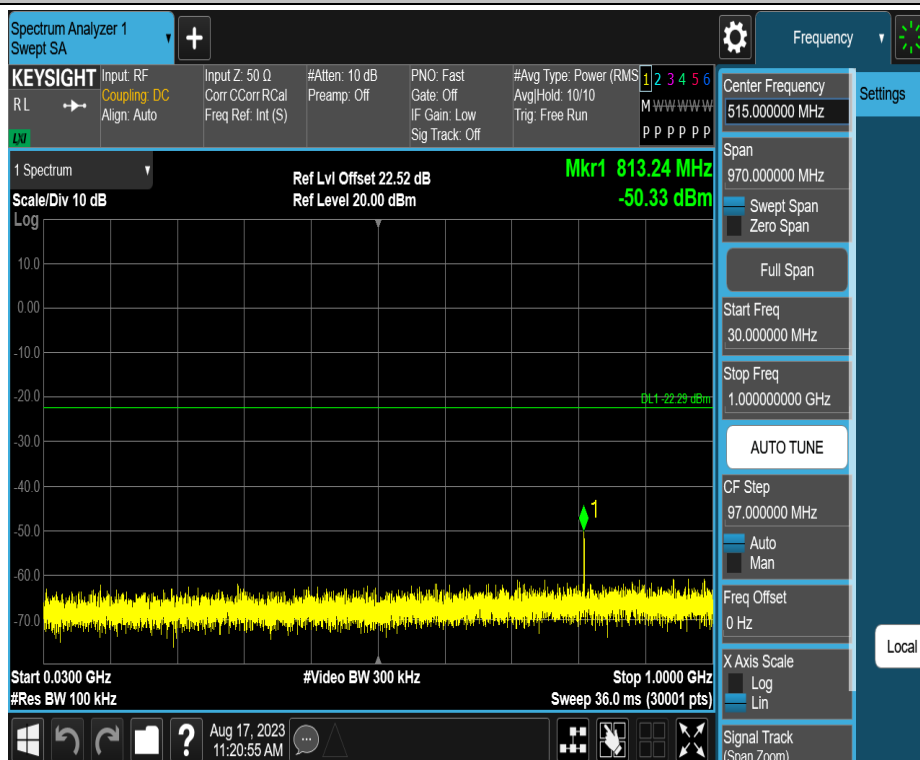 Spectrum Analyzer 1
Swept SA
+
Frequency
KEYSIGHT
RL
LXI
Input: RF
Coupling: DC
Align: Auto
Input Z: 50 Ω
Corr CCorr RCal
Freq Ref: Int (S)
#Atten: 10 dB
Preamp: Off
PNO: Fast
Gate: Off
IF Gain: Low
Sig Track: Off
#Avg Type: Power (RMS
Avg|Hold: 10/10
Trig: Free Run
1 2 3 4 5 6
M W W W W W
P P P P P P
1 Spectrum
Scale/Div 10 dB
Log
Ref Lvl Offset 22.52 dB
Ref Level 20.00 dBm
Mkr1 813.24 MHz
-50.33 dBm
10.0
0.00
-10.0
-20.0
-30.0
-40.0
-50.0
-60.0
-70.0
DL1 -22.29 dBm
1
Start 0.0300 GHz
#Res BW 100 kHz
#Video BW 300 kHz
Stop 1.0000 GHz
Sweep 36.0 ms (30001 pts)
?
Aug 17, 2023
11:20:55 AM
Center Frequency
515.000000 MHz
Span
970.000000 MHz
Swept Span
Zero Span
Full Span
Start Freq
30.000000 MHz
Stop Freq
1.000000000 GHz
AUTO TUNE
CF Step
97.000000 MHz
Auto
Man
Freq Offset
0 Hz
X Axis Scale
Log
Lin
Signal Track
(Span Zoom)
Settings
Local